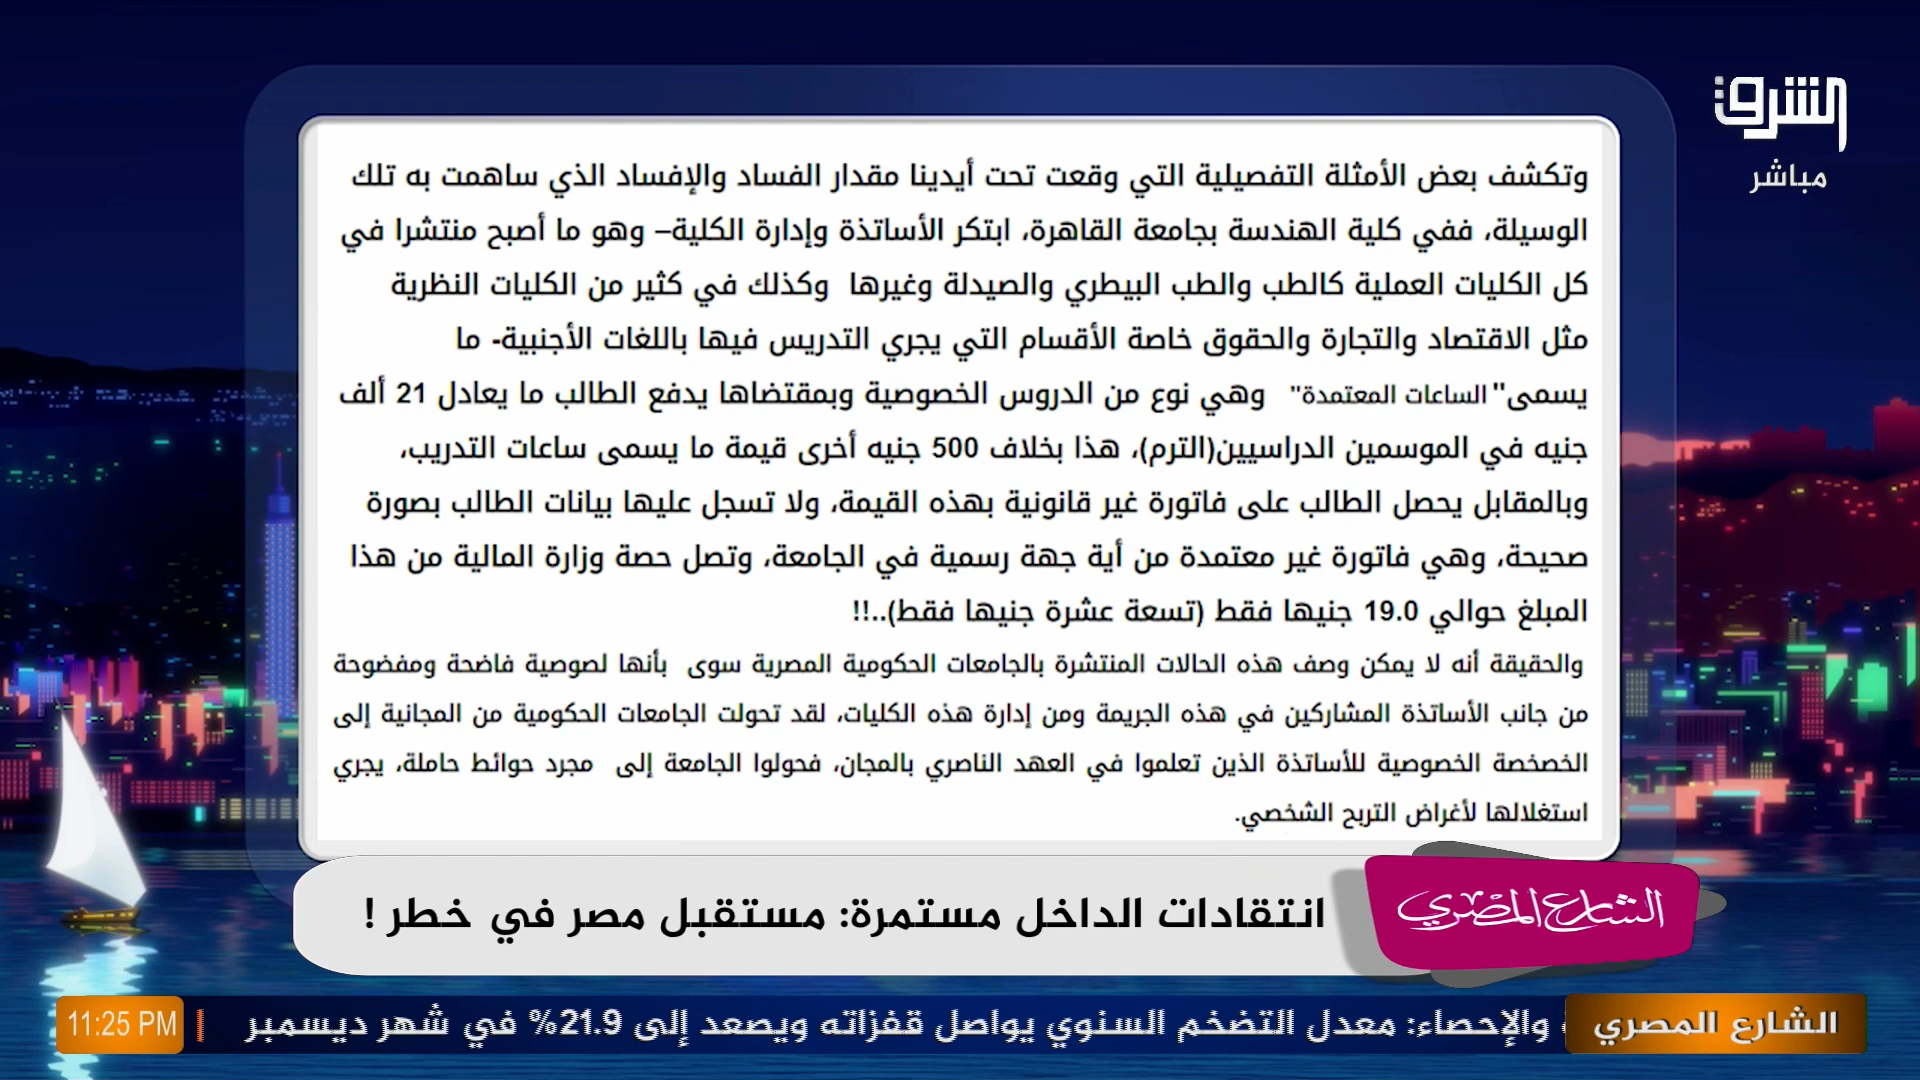 الشرق
مباشر
وتكشف بعض الأمثلة التفصيلية التي وقعت تحت أيدينا مقدار الفساد والإفساد الذي ساهمت به تلك
الوسيلة، ففي كلية الهندسة بجامعة القاهرة، ابتكر الأساتذة وإدارة الكلية– وهو ما أصبح منتشرا في
كل الكليات العملية كالطب والطب البيطري والصيدلة وغيرها وكذلك في كثير من الكليات النظرية
مثل الاقتصاد والتجارة والحقوق خاصة الأقسام التي يجري التدريس فيها باللغات الأجنبية- ما
يسمى" الساعات المعتمدة" وهي نوع من الدروس الخصوصية وبمقتضاها يدفع الطالب ما يعادل 21 ألف
جنيه في الموسمين الدراسيين(الترم)، هذا بخلاف 500 جنيه أخرى قيمة ما يسمى ساعات التدريب،
وبالمقابل يحصل الطالب على فاتورة غير قانونية بهذه القيمة، ولا تسجل عليها بيانات الطالب بصورة
صحيحة، وهي فاتورة غير معتمدة من أية جهة رسمية في الجامعة، وتصل حصة وزارة المالية من هذا
المبلغ حوالي 19.0 جنيها فقط (تسعة عشرة جنيها فقط)..!!
والحقيقة أنه لا يمكن وصف هذه الحالات المنتشرة بالجامعات الحكومية المصرية سوى بأنها لصوصية فاضحة ومفضوحة
من جانب الأساتذة المشاركين في هذه الجريمة ومن إدارة هذه الكليات، لقد تحولت الجامعات الحكومية من المجانية إلى
الخصخصة الخصوصية للأساتذة الذين تعلموا في العهد الناصري بالمجان، فحولوا الجامعة إلى مجرد حوائط حاملة، يجري
استغلالها لأغراض التربح الشخصي.
الشارع المصري
انتقادات الداخل مستمرة: مستقبل مصر في خطر !
الشارع المصري
والإحصاء: معدل التضخم السنوي يواصل قفزاته ويصعد إلى 21.9% في شهر ديسمبر
11:25 PM